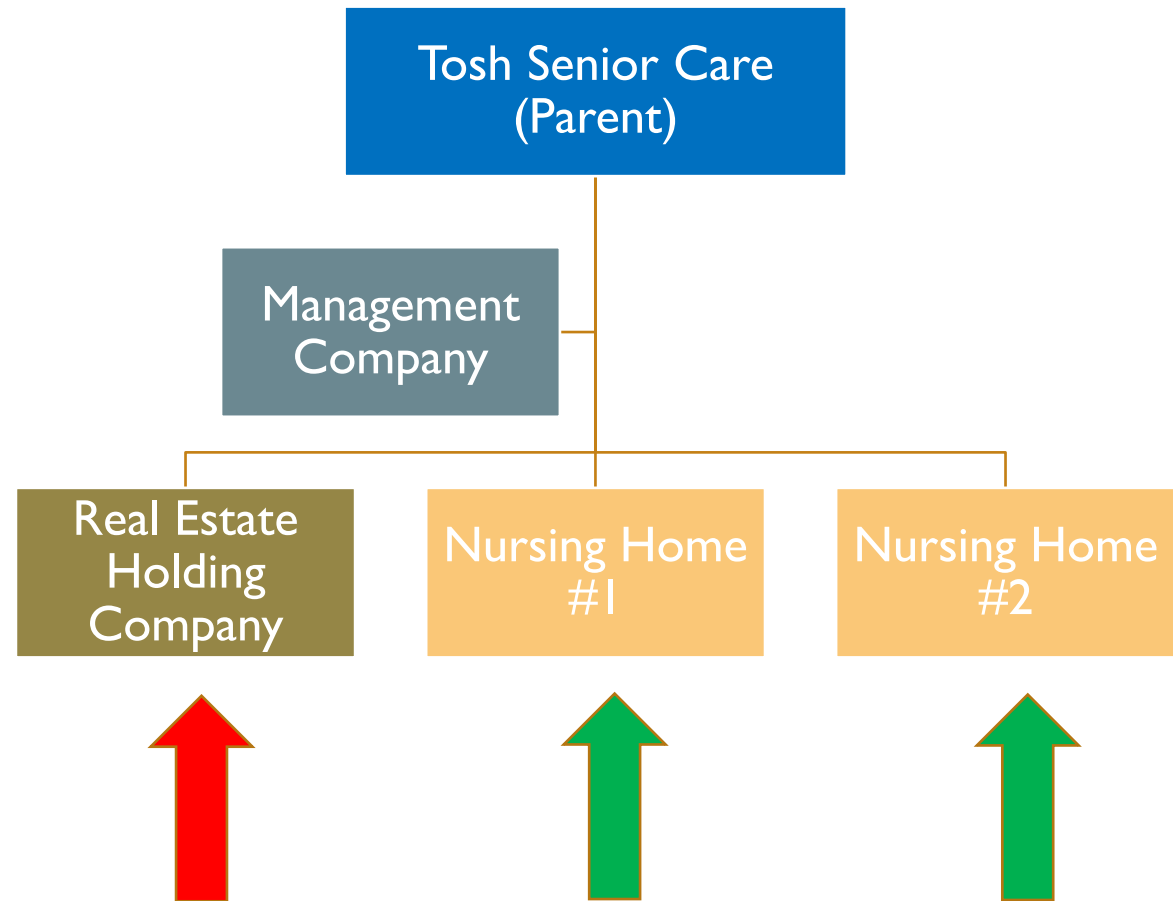 Tosh Senior Care
(Parent)
Management
Company
Real Estate
Holding
Company
Nursing Home
#1
Nursing Home
#2